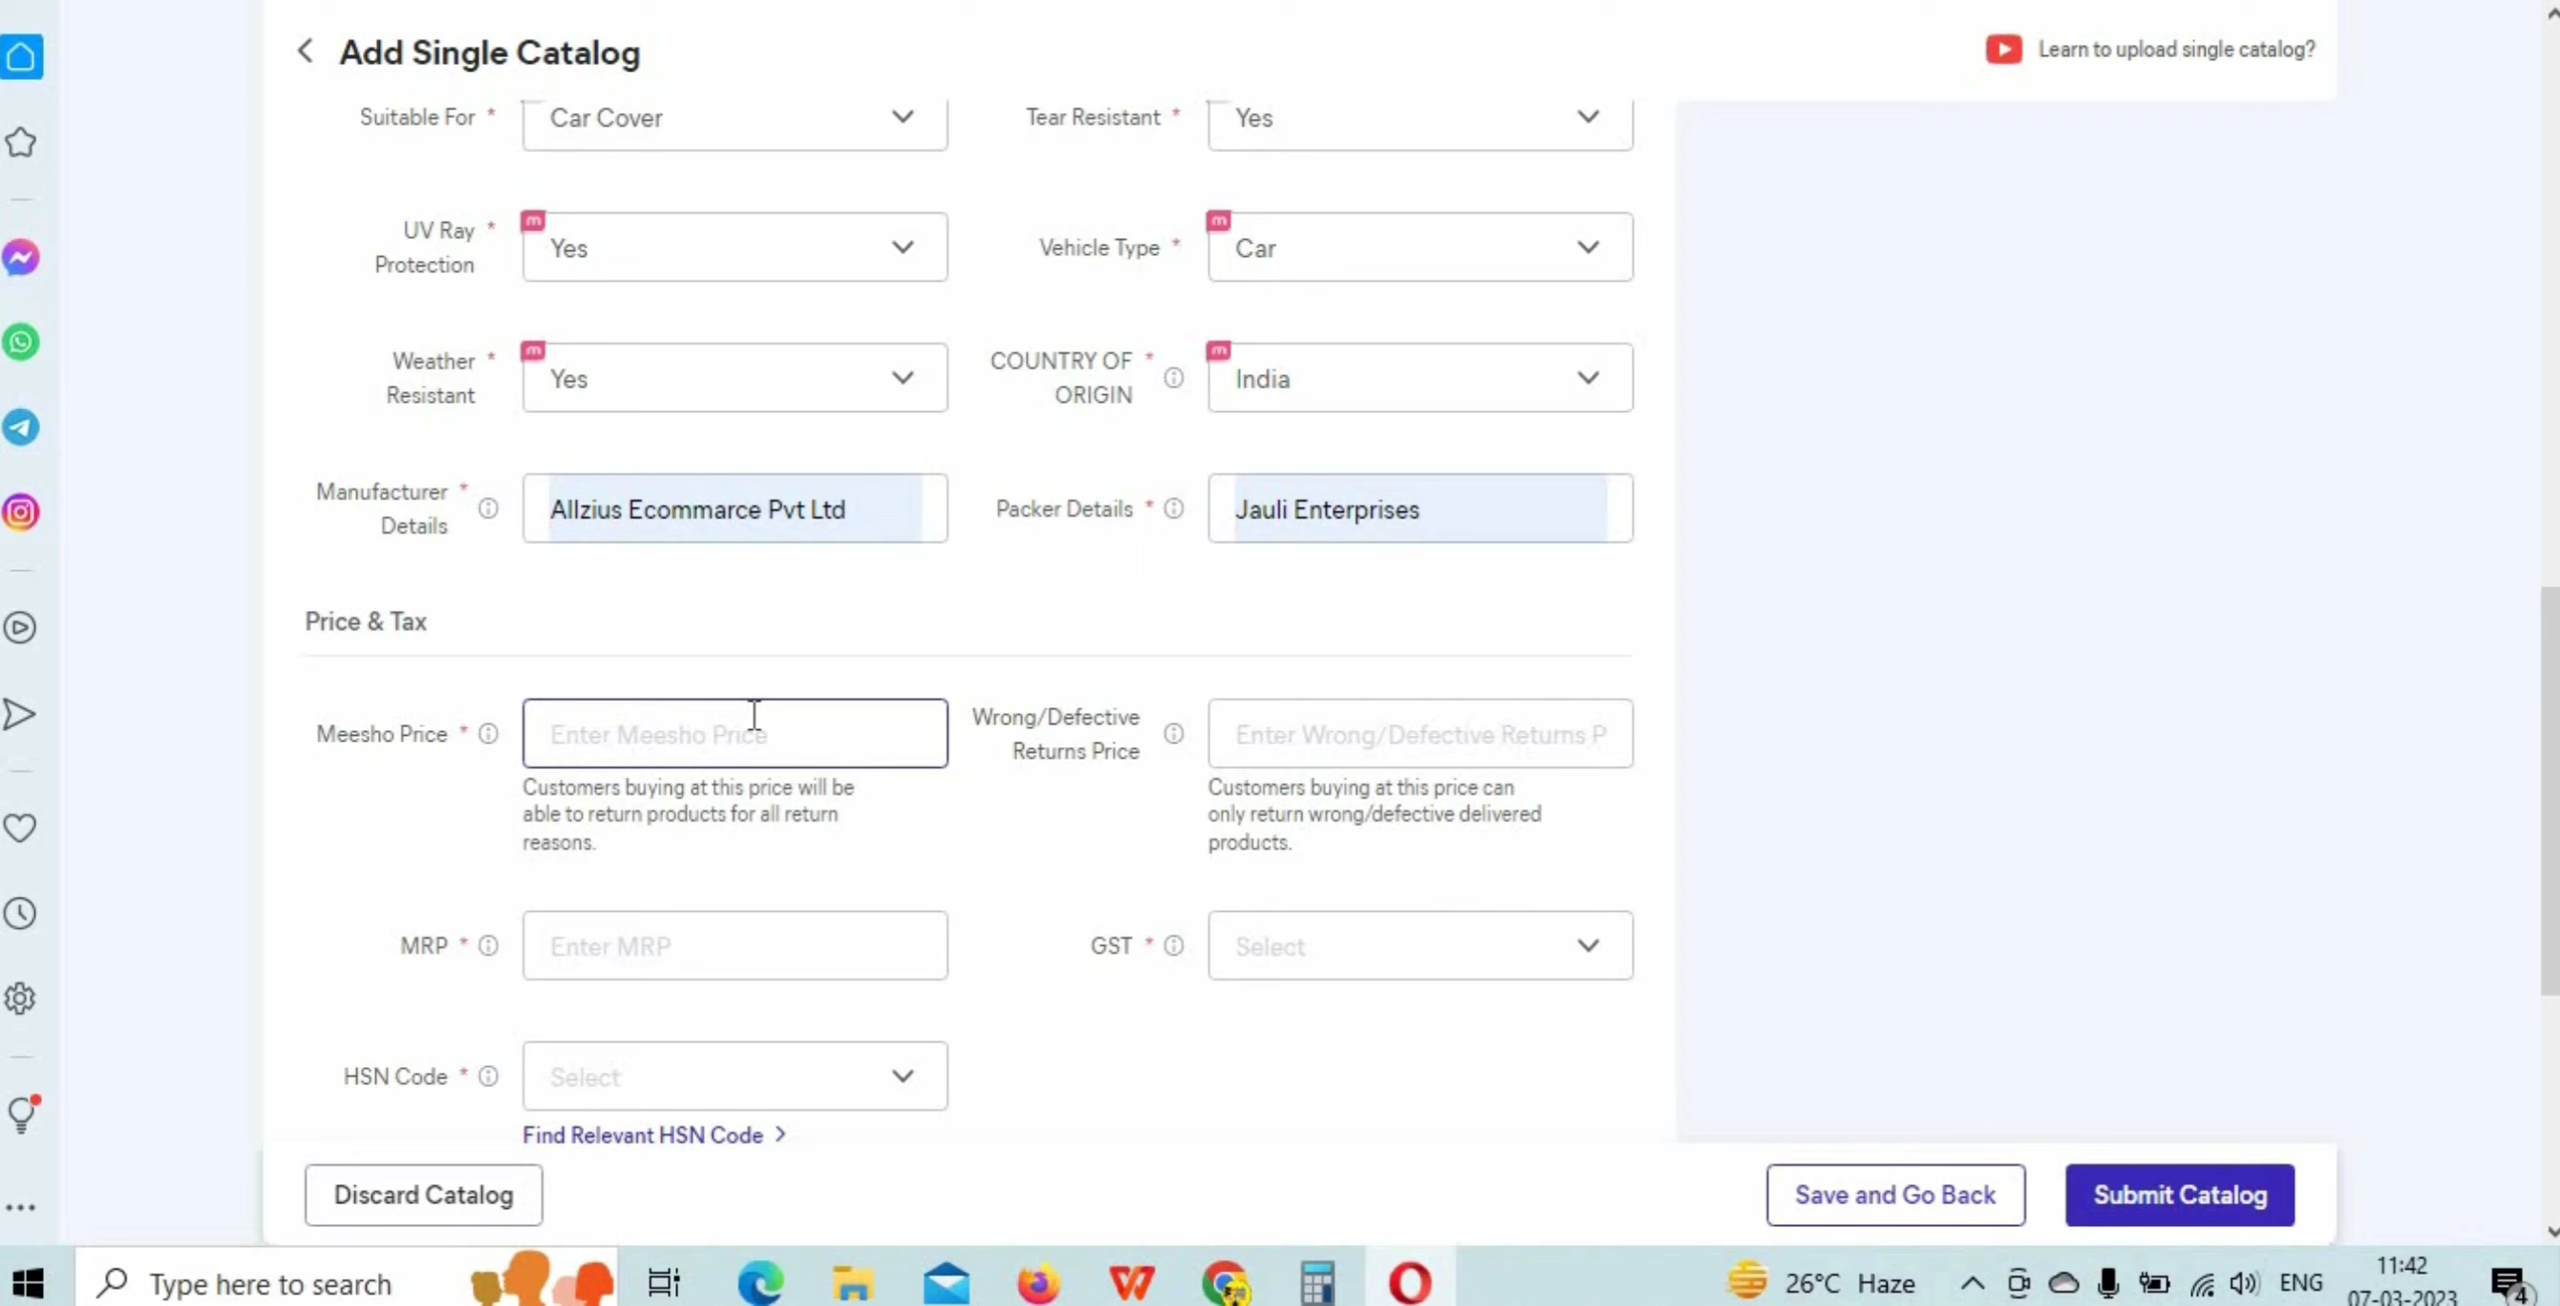 Add Single Catalog
Learn to upload single catalog?
Suitable For *
Car Cover
Tear Resistant *
Yes
UV Ray *
Protection
m
Yes
Vehicle Type *
m
Car
Weather *
Resistant
m
Yes
COUNTRY OF *
ORIGIN
m
India
Manufacturer *
Details
Allzius Ecommarce Pvt Ltd
Packer Details *
Jauli Enterprises
Price & Tax
Meesho Price *
Enter Meesho Price
Customers buying at this price will be
able to return products for all return
reasons.
Wrong/Defective
Returns Price
Enter Wrong/Defective Returns P
Customers buying at this price can
only return wrong/defective delivered
products.
MRP *
Enter MRP
GST *
Select
HSN Code *
Select
Find Relevant HSN Code >
Discard Catalog
Save and Go Back
Submit Catalog
Type here to search
26°C Haze
ENG
11:42
07-03-2023
4